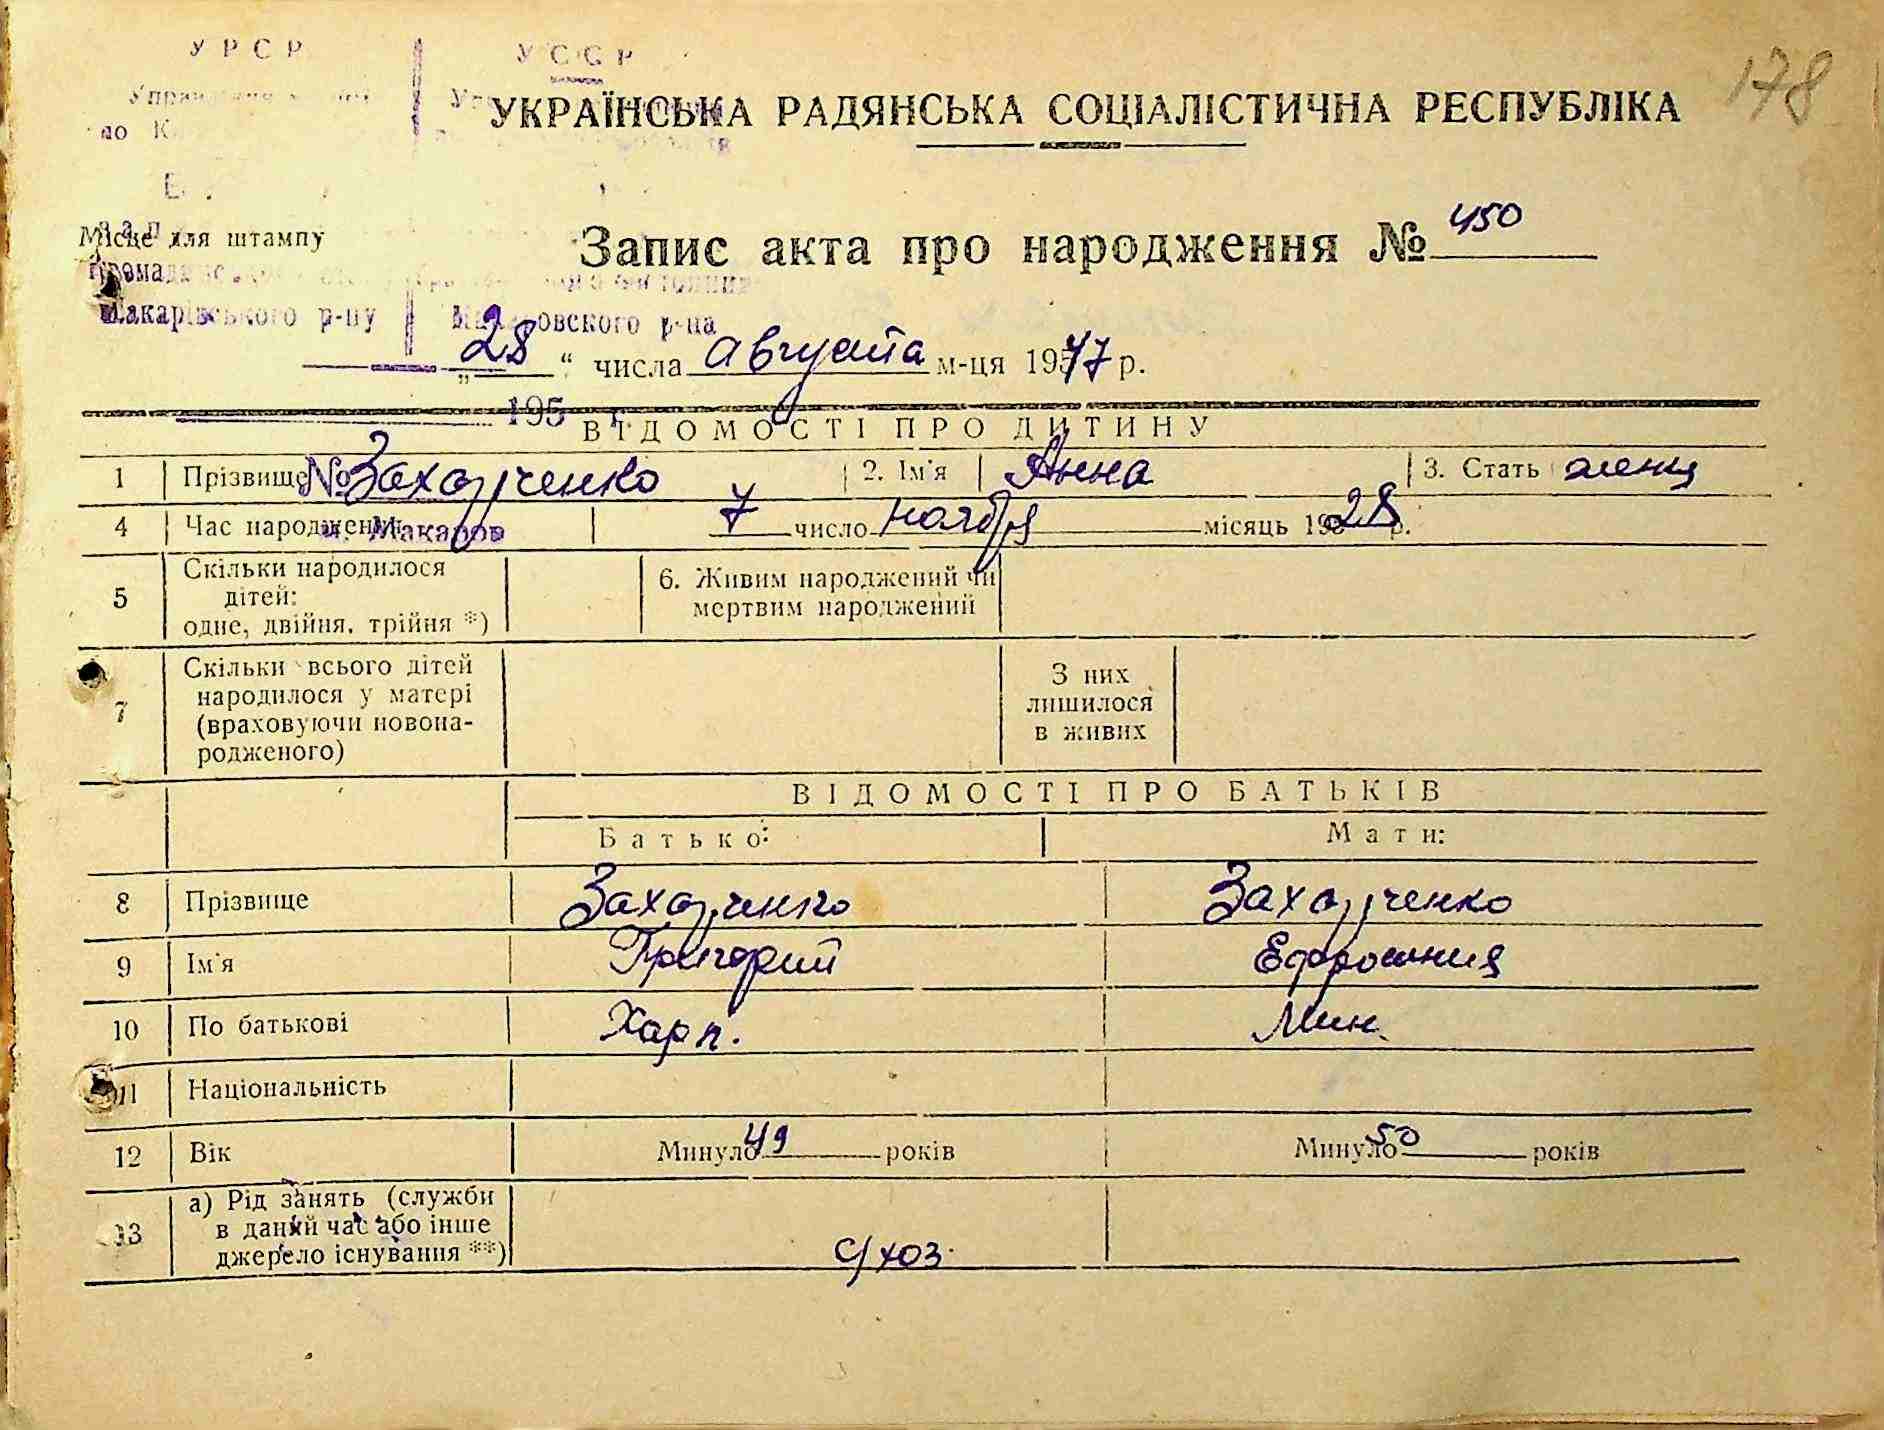 178
УРСР УССР
УКРАЇНСЬКА РАДЯНСЬКА СОЦІАЛІСТИЧНА РЕСПУБЛІКА
по
Місце для штампу
Запис акта про народження № 450
Макарівського р-ну Макаровского р-на
„28“ числа Августа м-ця 1947 р.
195 г.
ВІДОМОСТІ ПРО ДИТИНУ
1 Прізвище Захарченко 2. Ім'я Анна 3. Стать женщ
№
4 Час народження 7 число ноября місяць 1928 р.
м. Макаров
5 Скільки народилося дітей: одне, двійня, трійня *) 6. Живим народжений чи мертвим народжений
7 Скільки всього дітей народилося у матері (враховуючи новонародженого) З них лишилося в живих
ВІДОМОСТІ ПРО БАТЬКІВ
Батько: Мати:
8 Прізвище Захарченко Захарченко
9 Ім'я Григорий Ефросиния
10 По батькові Харп. Мин.
11 Національність
12 Вік Минуло 49 років Минуло 50 років
13 а) Рід занять (служби в даний час або інше джерело існування **) с/хоз.